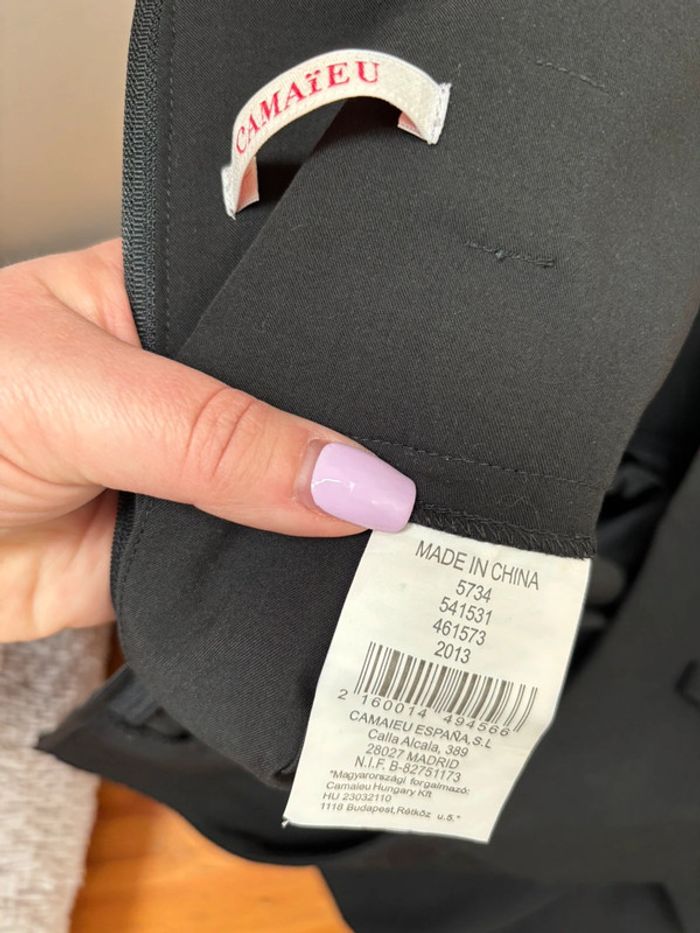 CAMAÏEU
MADE IN CHINA
5734
541531
461573
2013
2 160014 494566
CAMAIEU ESPAÑA, S.L
Calla Alcala, 389
28027 MADRID
N.I.F. B-82751173
"Magyarországi forgalmazó:
Camaieu Hungary Kft
HU 23032110
1118 Budapest, Rétköz u.5."